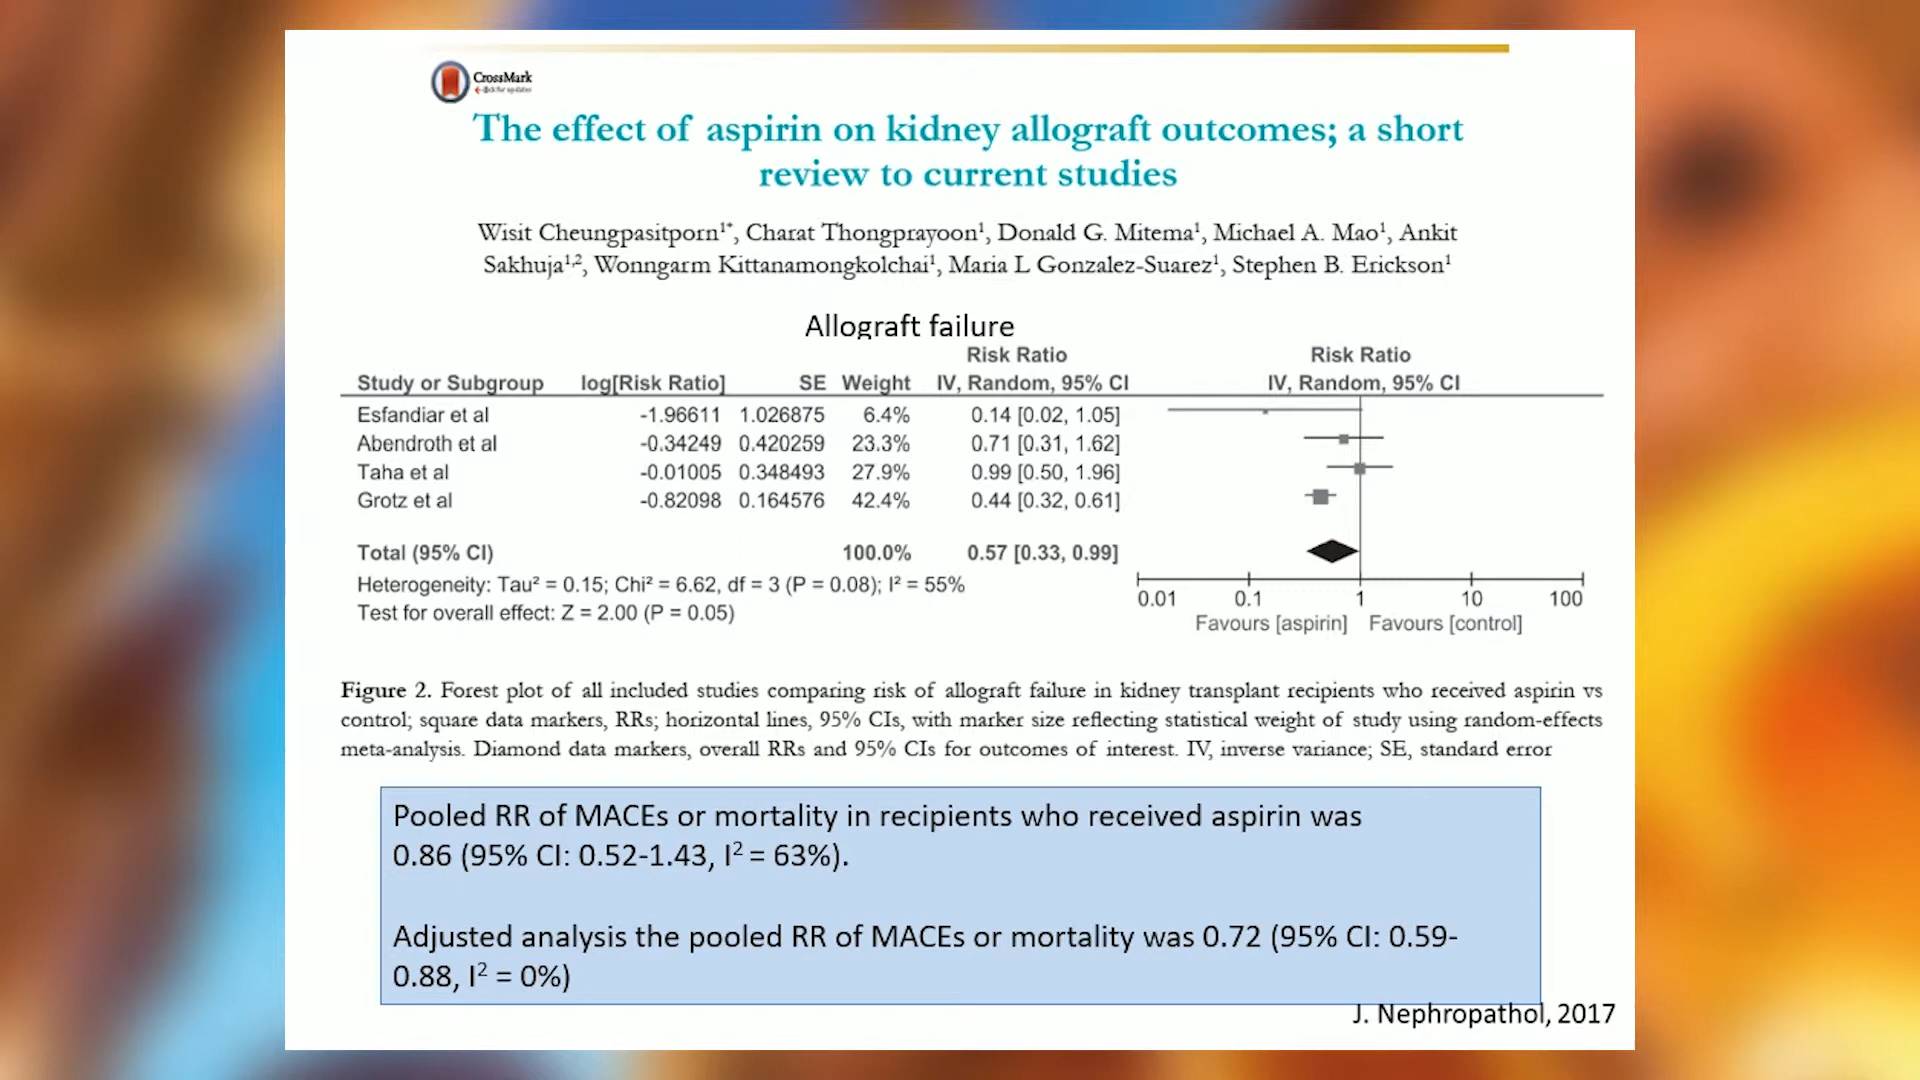 CrossMark
click for updates
The effect of aspirin on kidney allograft outcomes; a short
review to current studies
Wisit Cheungpasitporn¹*, Charat Thongprayoon¹, Donald G. Mitema¹, Michael A. Mao¹, Ankit
Sakhuja¹,², Wonngarm Kittanamongkolchai¹, Maria L Gonzalez-Suarez¹, Stephen B. Erickson¹
Allograft failure
Risk Ratio Risk Ratio
Study or Subgroup log[Risk Ratio] SE Weight IV, Random, 95% CI IV, Random, 95% CI
Esfandiar et al -1.96611 1.026875 6.4% 0.14 [0.02, 1.05]
Abendroth et al -0.34249 0.420259 23.3% 0.71 [0.31, 1.62]
Taha et al -0.01005 0.348493 27.9% 0.99 [0.50, 1.96]
Grotz et al -0.82098 0.164576 42.4% 0.44 [0.32, 0.61]
Total (95% CI) 100.0% 0.57 [0.33, 0.99]
Heterogeneity: Tau² = 0.15; Chi² = 6.62, df = 3 (P = 0.08); I² = 55%
Test for overall effect: Z = 2.00 (P = 0.05)
0.01 0.1 1 10 100
Favours [aspirin] Favours [control]
Figure 2. Forest plot of all included studies comparing risk of allograft failure in kidney transplant recipients who received aspirin vs
control; square data markers, RRs; horizontal lines, 95% CIs, with marker size reflecting statistical weight of study using random-effects
meta-analysis. Diamond data markers, overall RRs and 95% CIs for outcomes of interest. IV, inverse variance; SE, standard error
Pooled RR of MACEs or mortality in recipients who received aspirin was
0.86 (95% CI: 0.52-1.43, I² = 63%).
Adjusted analysis the pooled RR of MACEs or mortality was 0.72 (95% CI: 0.59-
0.88, I² = 0%)
J. Nephropathol, 2017